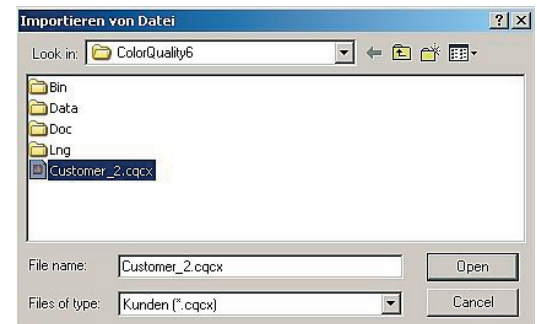 Importieren von Datei
Look in: ColorQuality6
Bin
Data
Doc
Lng
Customer_2.cqcx
File name: Customer_2.cqcx Open
Files of type: Kunden (*.cqcx) Cancel